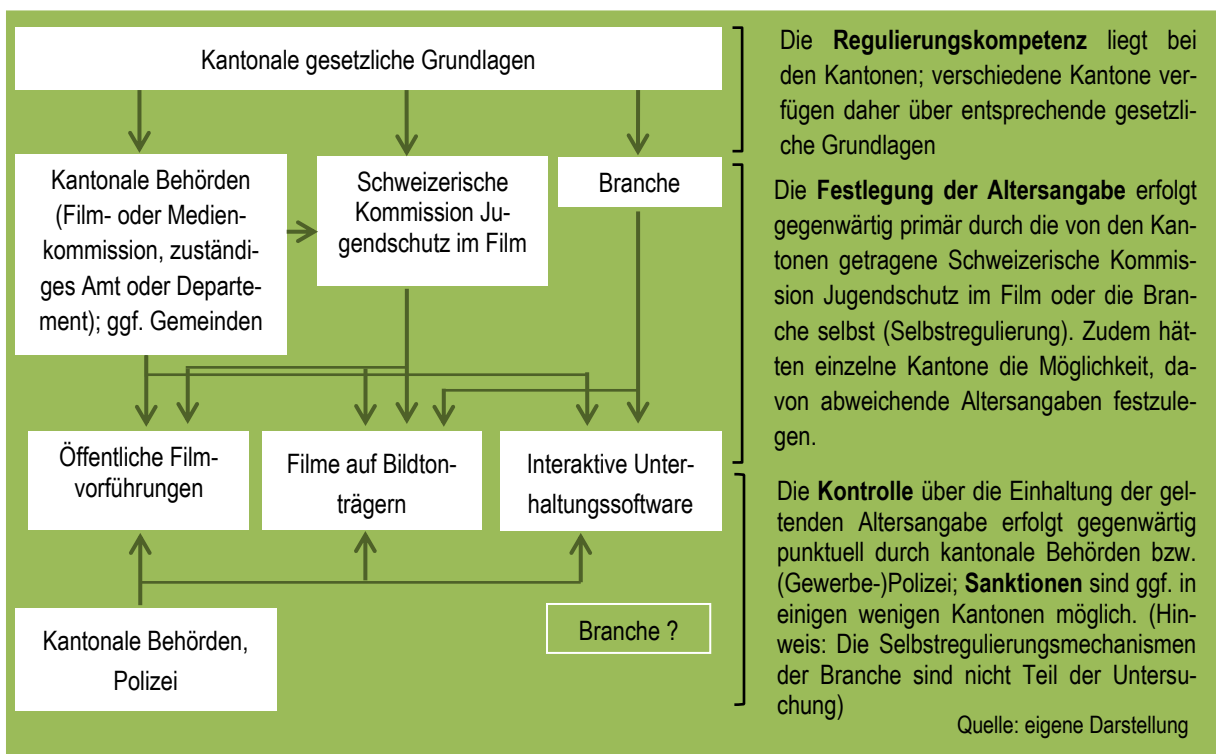 Kantonale gesetzliche Grundlagen
Kantonale Behörden
(Film- oder Medien-
kommission, zuständi-
ges Amt oder Departe-
ment); ggf. Gemeinden
Schweizerische
Kommission Ju-
gendschutz im Film
Branche
Öffentliche Film-
vorführungen
Filme auf Bildton-
trägern
Interaktive Unter-
haltungssoftware
Kantonale Behörden,
Polizei
Branche ?
Die Regulierungskompetenz liegt bei
den Kantonen; verschiedene Kantone ver-
fügen daher über entsprechende gesetzli-
che Grundlagen
Die Festlegung der Altersangabe erfolgt
gegenwärtig primär durch die von den Kan-
tonen getragene Schweizerische Kommis-
sion Jugendschutz im Film oder die Bran-
che selbst (Selbstregulierung). Zudem hät-
ten einzelne Kantone die Möglichkeit, da-
von abweichende Altersangaben festzule-
gen.
Die Kontrolle über die Einhaltung der gel-
tenden Altersangabe erfolgt gegenwärtig
punktuell durch kantonale Behörden bzw.
(Gewerbe-)Polizei; Sanktionen sind ggf. in
einigen wenigen Kantonen möglich. (Hin-
weis: Die Selbstregulierungsmechanismen
der Branche sind nicht Teil der Untersu-
chung)
Quelle: eigene Darstellung